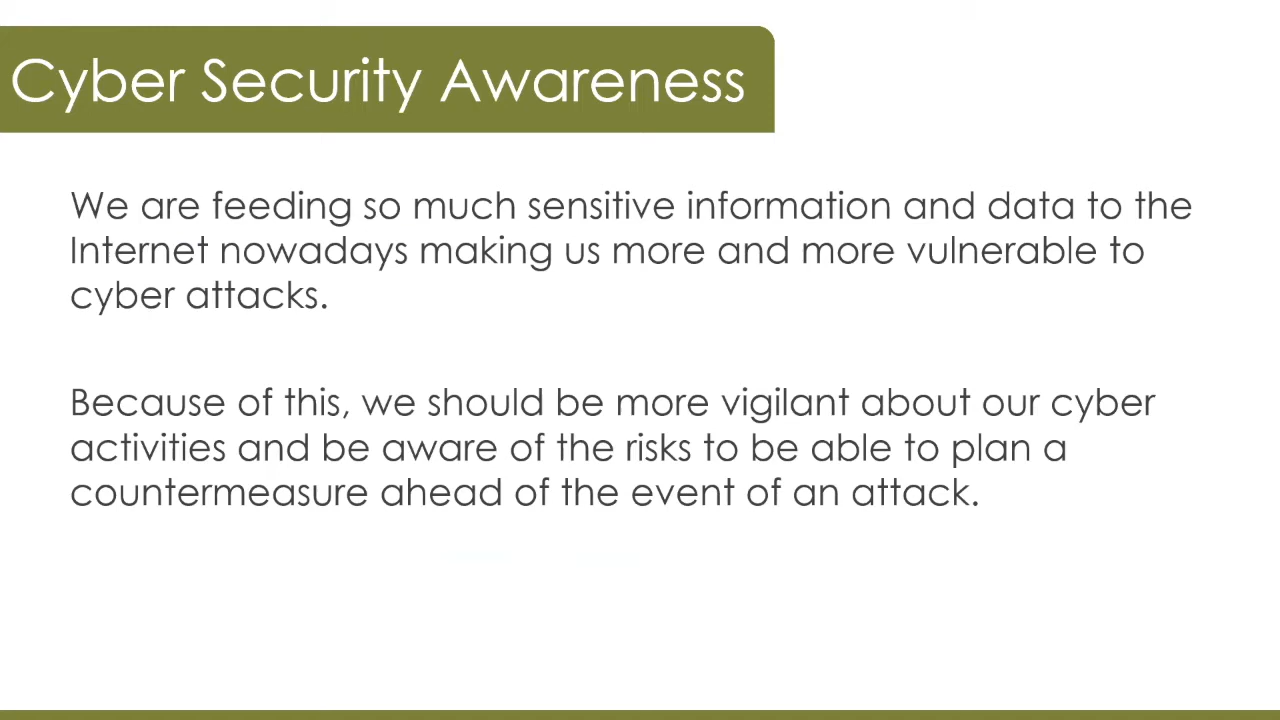 Cyber Security Awareness
We are feeding so much sensitive information and data to the
Internet nowadays making us more and more vulnerable to
cyber attacks.
Because of this, we should be more vigilant about our cyber
activities and be aware of the risks to be able to plan a
countermeasure ahead of the event of an attack.